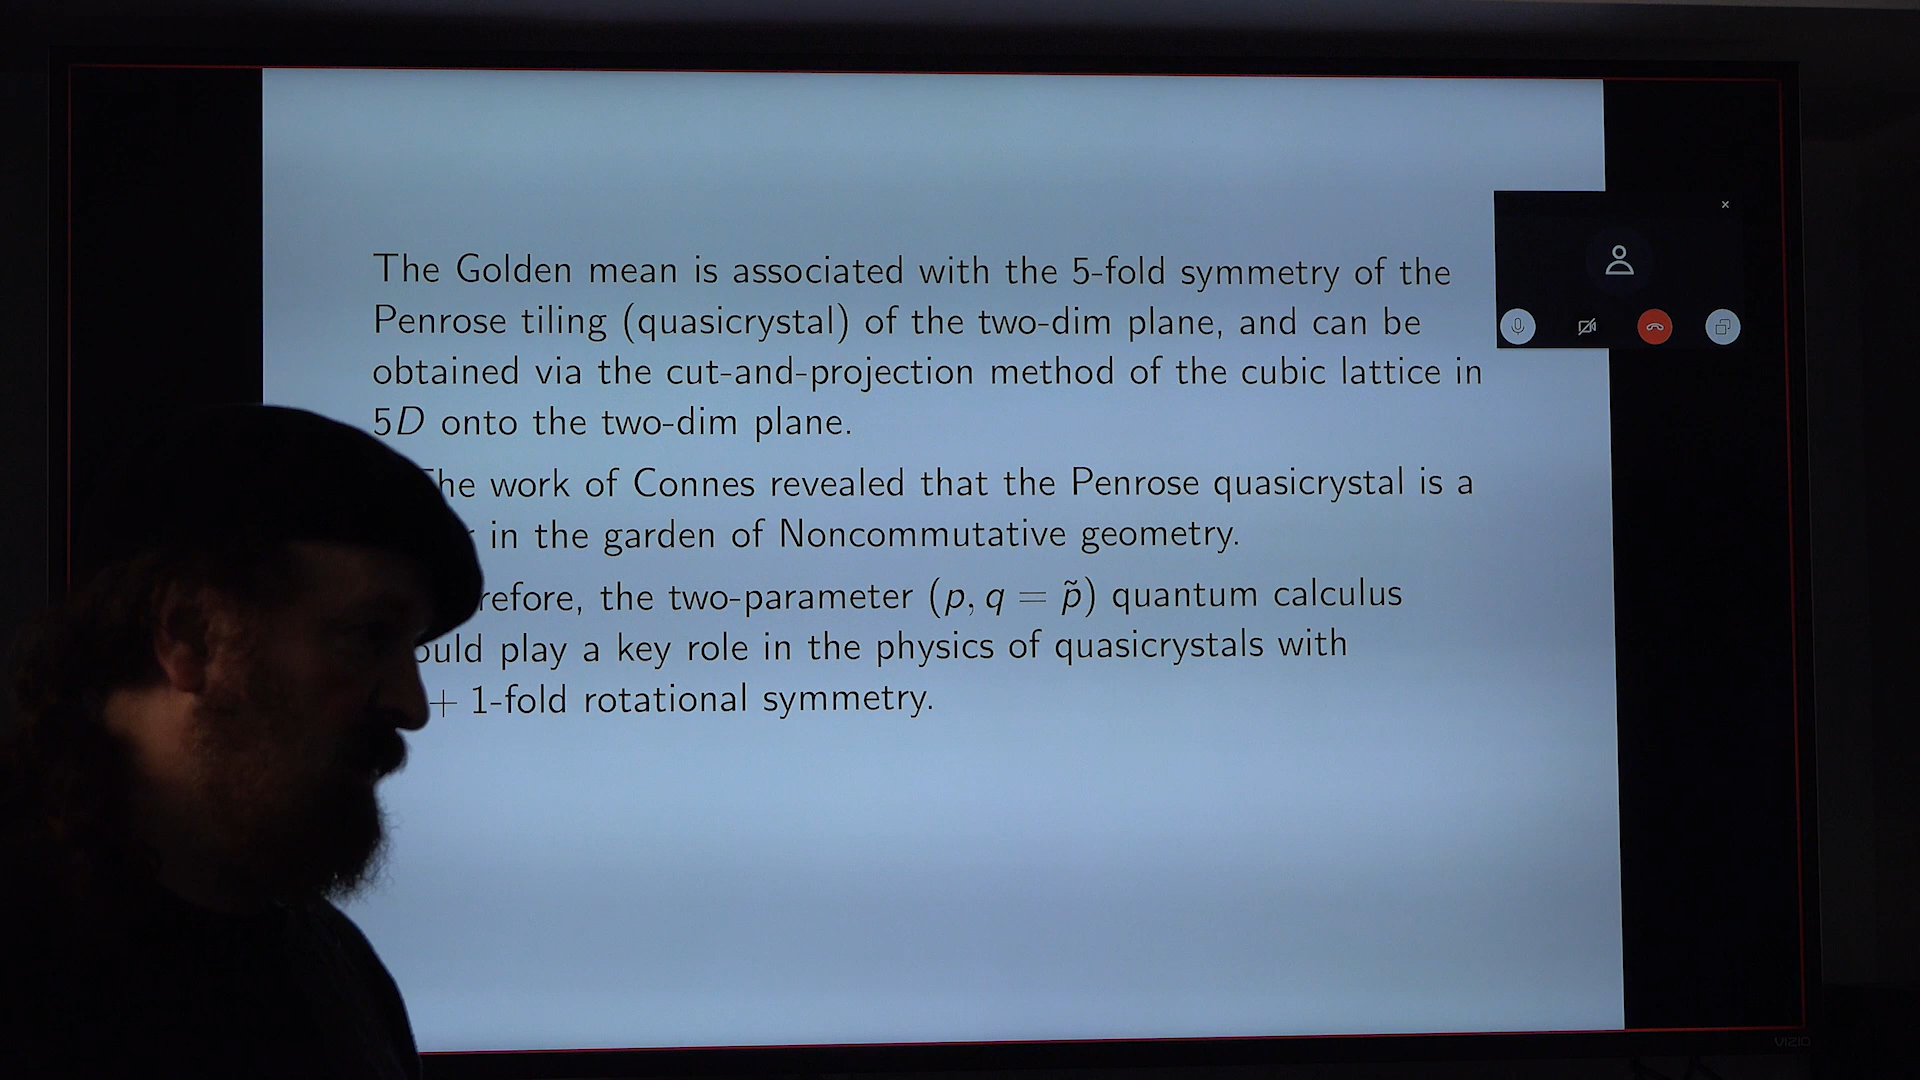 The Golden mean is associated with the 5-fold symmetry of the
Penrose tiling (quasicrystal) of the two-dim plane, and can be
obtained via the cut-and-projection method of the cubic lattice in
5D onto the two-dim plane.
The work of Connes revealed that the Penrose quasicrystal is a
in the garden of Noncommutative geometry.
refore, the two-parameter (p, q = p̃) quantum calculus
ould play a key role in the physics of quasicrystals with
+ 1-fold rotational symmetry.
VIZIO